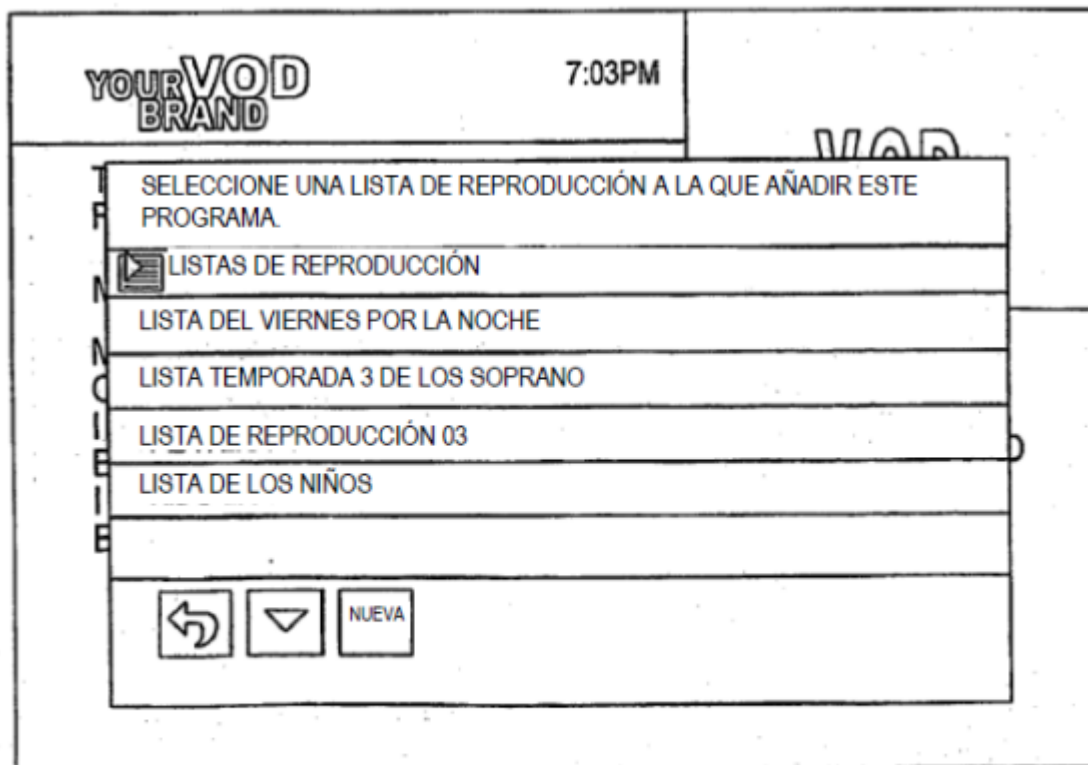 YOUR VOD
BRAND
7:03PM
VOD
SELECCIONE UNA LISTA DE REPRODUCCIÓN A LA QUE AÑADIR ESTE
PROGRAMA.
LISTAS DE REPRODUCCIÓN
LISTA DEL VIERNES POR LA NOCHE
LISTA TEMPORADA 3 DE LOS SOPRANO
LISTA DE REPRODUCCIÓN 03
LISTA DE LOS NIÑOS
NUEVA